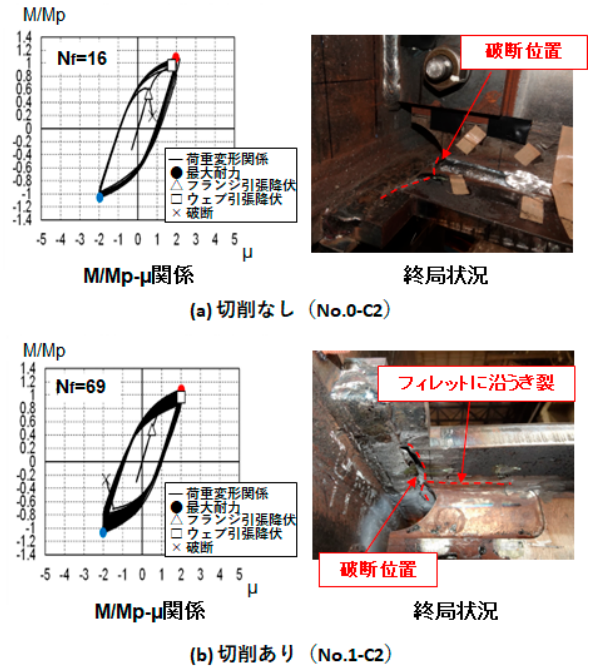 M/Mp
Nf=16
1.4
1.2
1
0.8
0.6
0.4
0.2
0
-0.2
-0.4
-0.6
-0.8
-1
-1.2
-1.4
荷重変形関係
最大耐力
フランジ引張降伏
ウェブ引張降伏
破断
-5 -4 -3 -2 -1 0 1 2 3 4 5
μ
M/Mp-μ関係
破断位置
終局状況
(a) 切削なし（No.0-C2）
M/Mp
Nf=69
1.4
1.2
1
0.8
0.6
0.4
0.2
0
-0.2
-0.4
-0.6
-0.8
-1
-1.2
-1.4
荷重変形関係
最大耐力
フランジ引張降伏
ウェブ引張降伏
破断
-5 -4 -3 -2 -1 0 1 2 3 4 5
μ
M/Mp-μ関係
フィレットに沿うき裂
破断位置
終局状況
(b) 切削あり（No.1-C2）